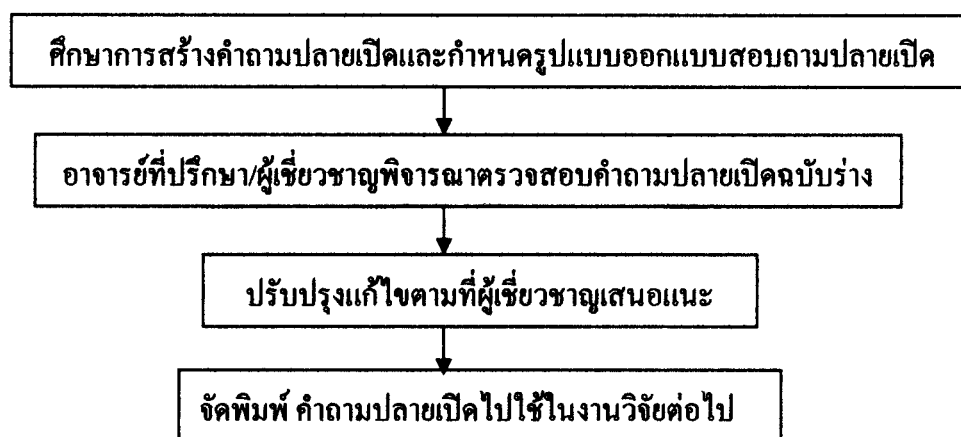 ศึกษาการสร้างคำถามปลายเปิดและกำหนดรูปแบบออกแบบสอบถามปลายเปิด
อาจารย์ที่ปรึกษา/ผู้เชี่ยวชาญพิจารณาตรวจสอบคำถามปลายเปิดฉบับร่าง
ปรับปรุงแก้ไขตามที่ผู้เชี่ยวชาญเสนอแนะ
จัดพิมพ์ คำถามปลายเปิดไปใช้ในงานวิจัยต่อไป